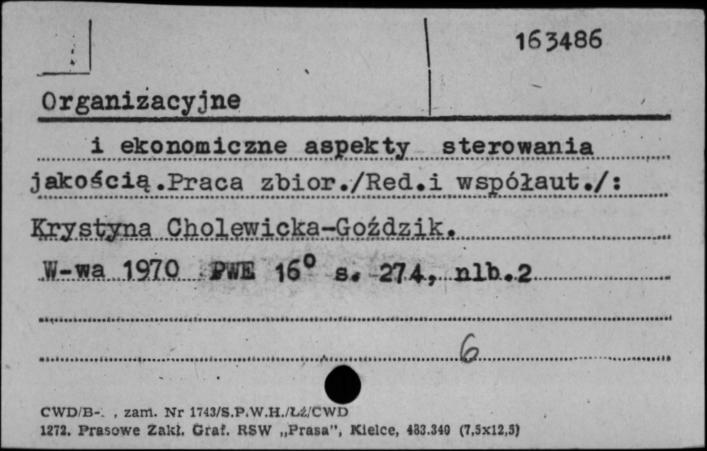 163486
Organizacyjne
i ekonomiczne aspekty sterowania
jakością.Praca zbior./Red.i współaut./:
Krystyna Cholewicka-Goździk.
W-wa 1970 PWE 16° s. 274, nlb.2
6
CWD/B-. , zam. Nr 1743/S.P.W.H./Łż/CWD
1272. Prasowe Zakł. Graf. RSW „Prasa", Kielce, 483.340 (7,5x12,5)